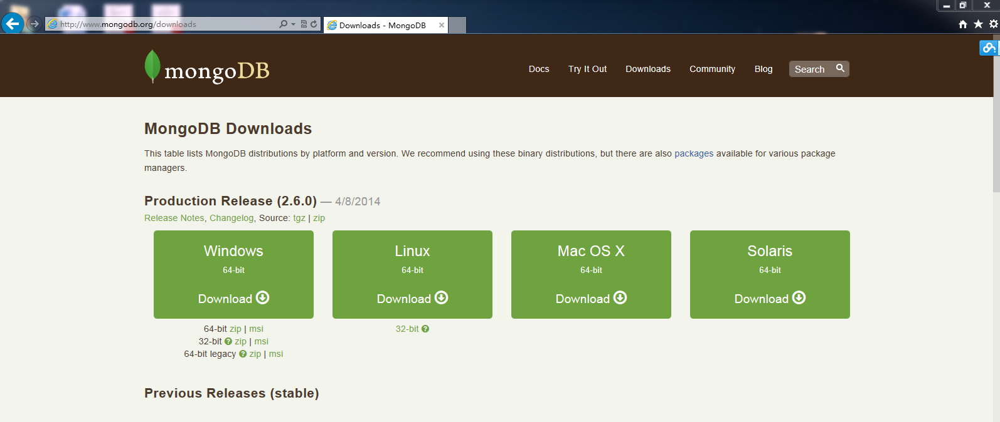 http://www.mongodb.org/downloads
Downloads - MongoDB
mongoDB
Docs Try It Out Downloads Community Blog Search
MongoDB Downloads
This table lists MongoDB distributions by platform and version. We recommend using these binary distributions, but there are also packages available for various package
managers.
Production Release (2.6.0) — 4/8/2014
Release Notes, Changelog, Source: tgz | zip
Windows
64-bit
Download
64-bit zip | msi
32-bit ? zip | msi
64-bit legacy ? zip | msi
Linux
64-bit
Download
32-bit ?
Mac OS X
64-bit
Download
Solaris
64-bit
Download
Previous Releases (stable)